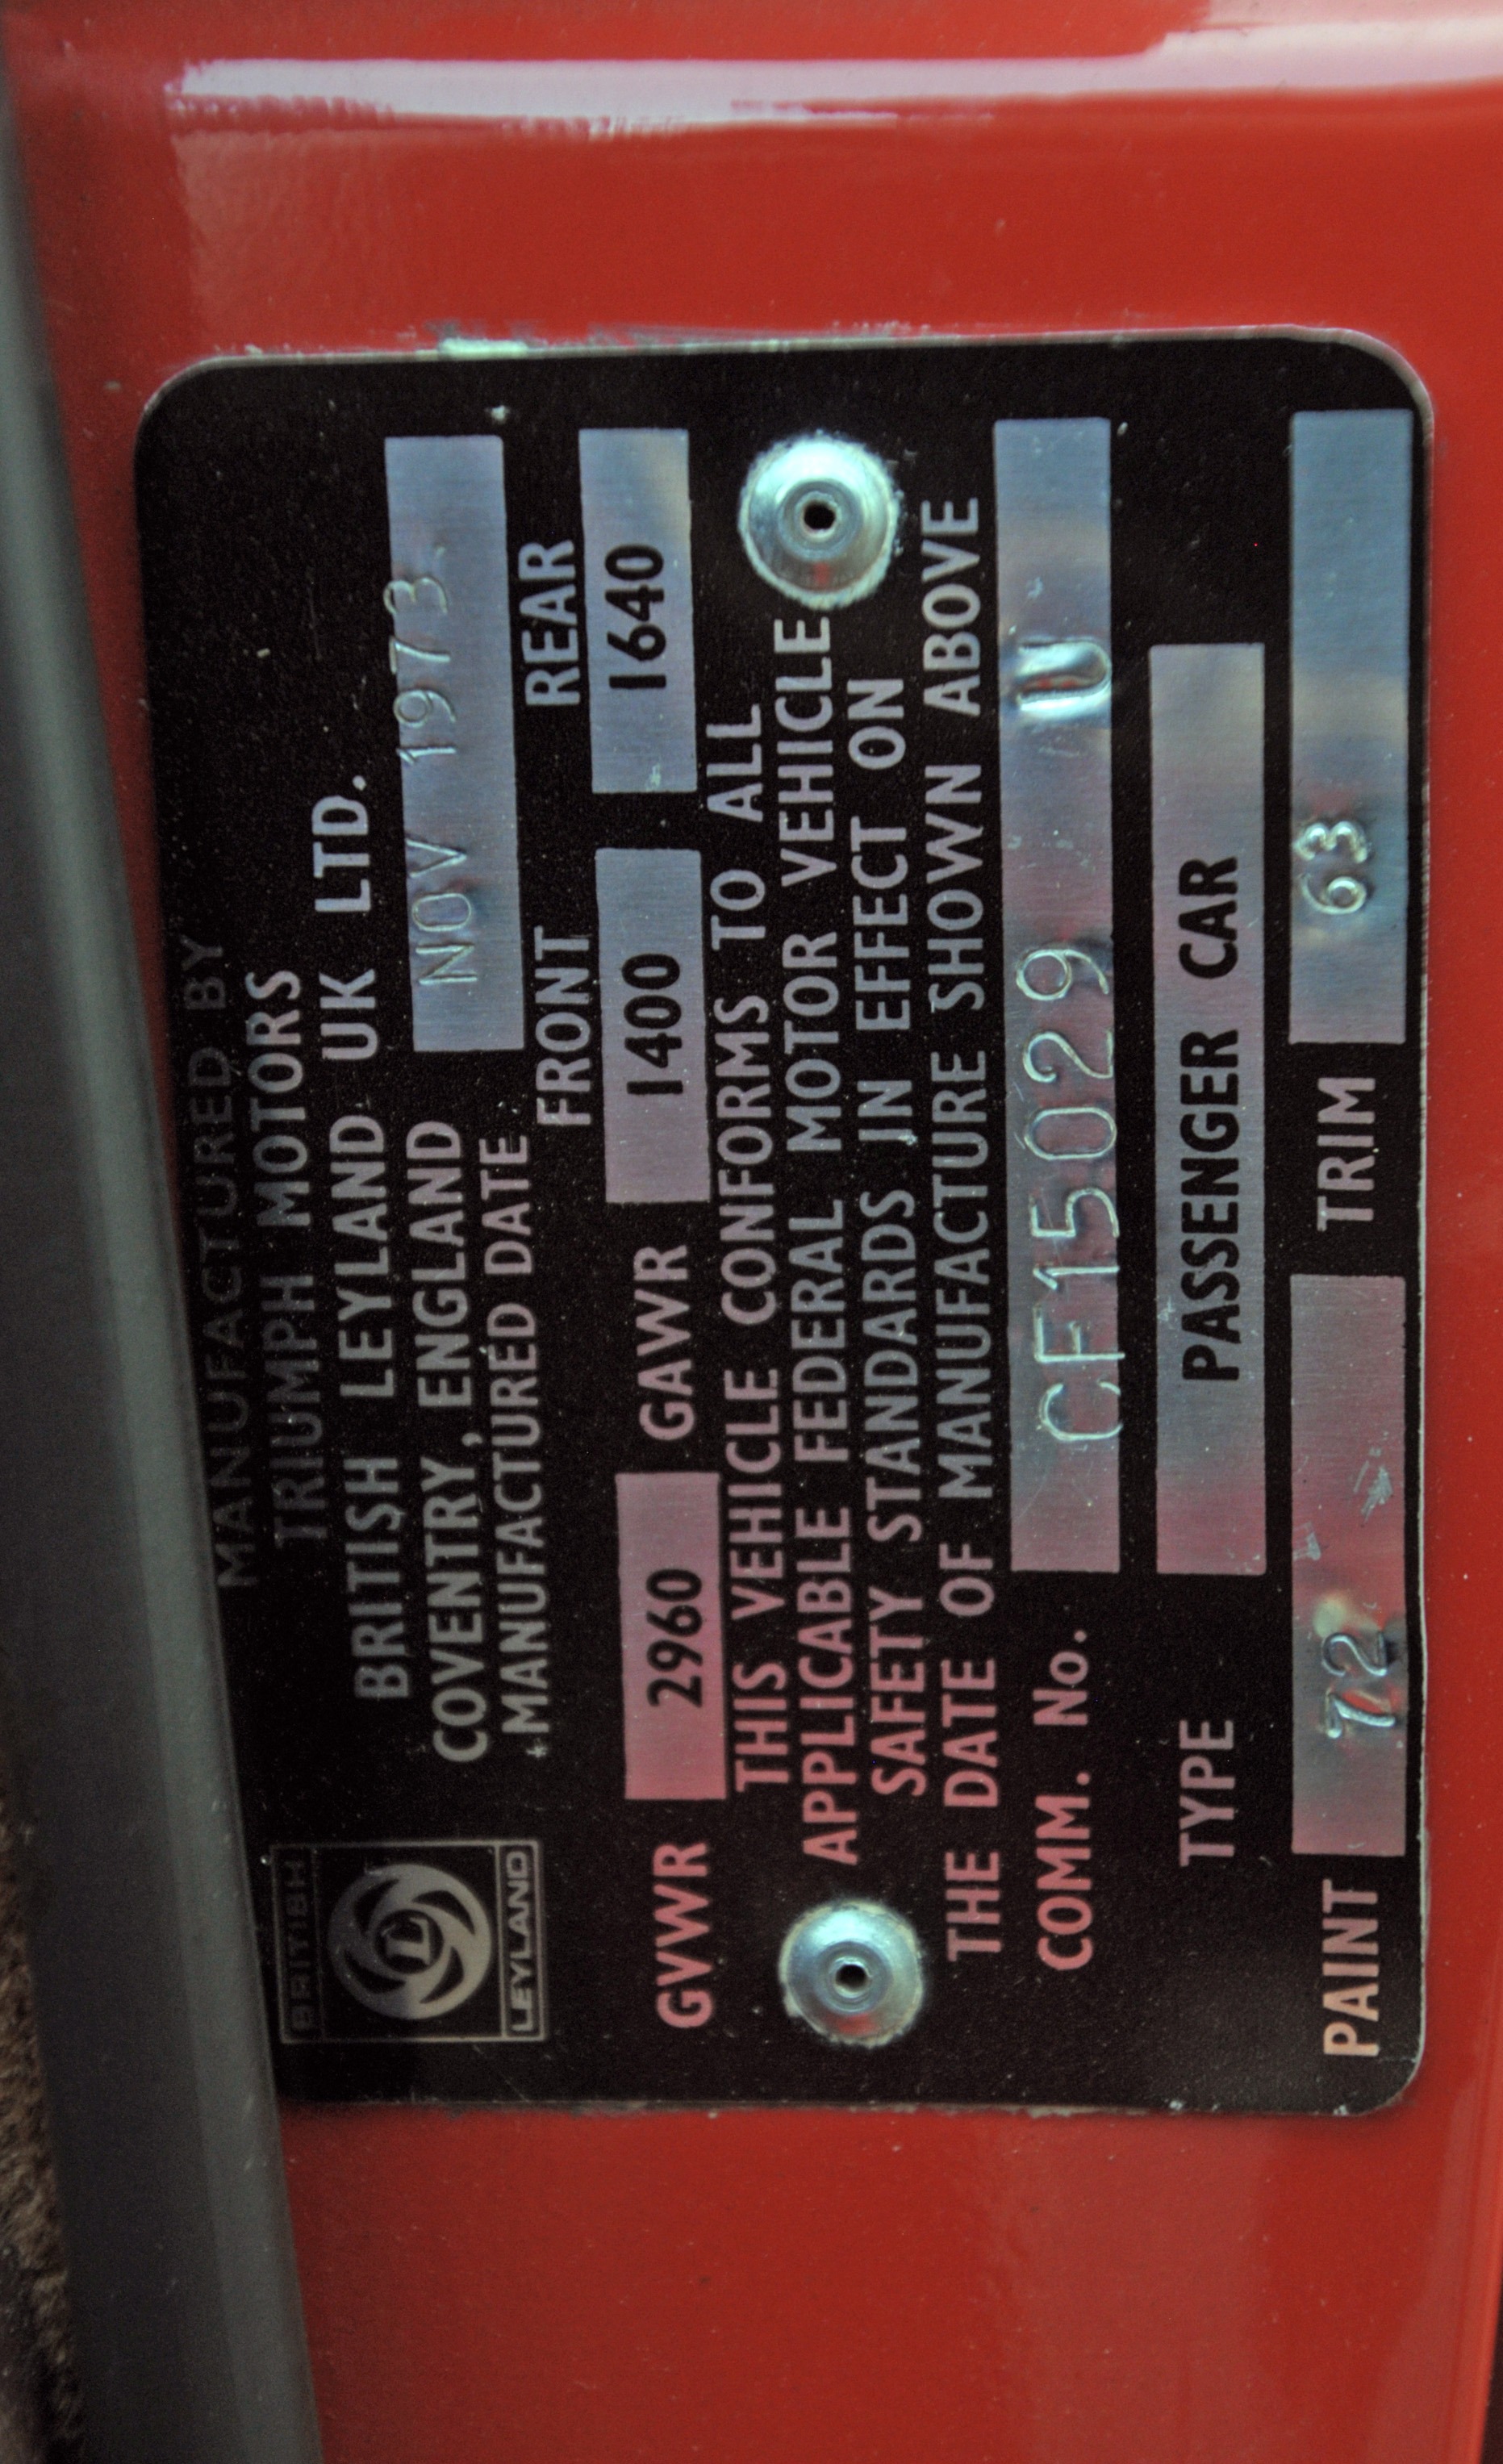 BRITISH
L
LEYLAND
MANUFACTURED BY
TRIUMPH MOTORS
BRITISH LEYLAND UK LTD.
COVENTRY, ENGLAND
MANUFACTURED DATE NOV 1973
FRONT REAR
GVWR 2960 GAWR 1400 1640
THIS VEHICLE CONFORMS TO ALL
APPLICABLE FEDERAL MOTOR VEHICLE
SAFETY STANDARDS IN EFFECT ON
THE DATE OF MANUFACTURE SHOWN ABOVE
COMM. No. CF15029 U
TYPE PASSENGER CAR
PAINT 72 TRIM 63